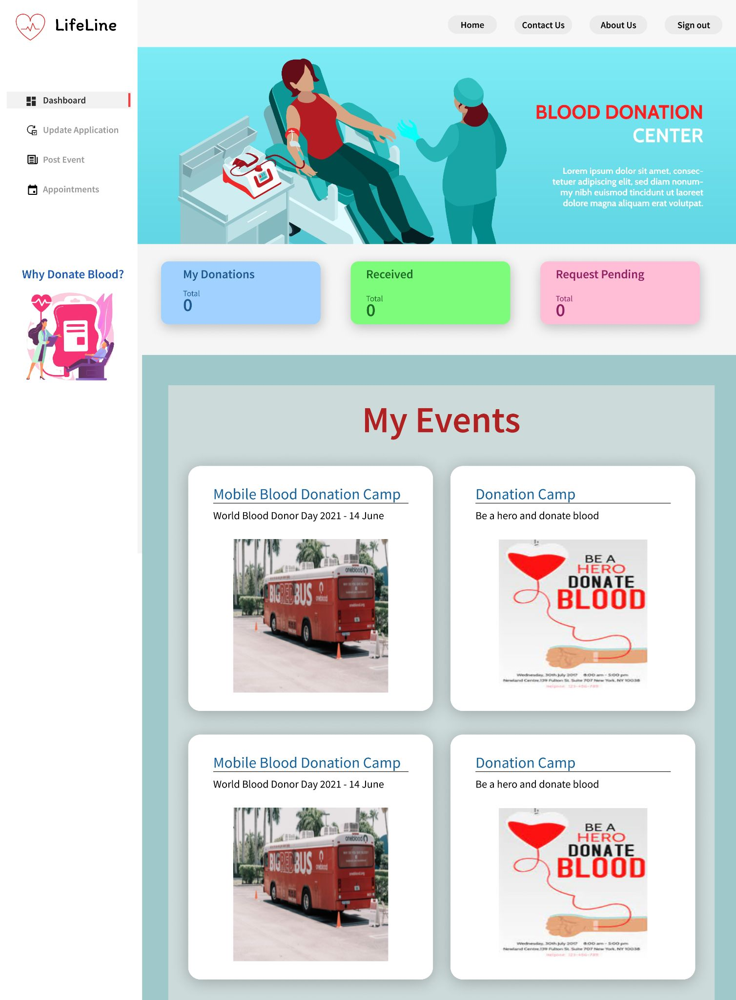 LifeLine
Home
Contact Us
About Us
Sign out
Dashboard
Update Application
Post Event
Appointments
Why Donate Blood?
BLOOD DONATION
CENTER
Lorem ipsum dolor sit amet, consec-
tetuer adipiscing elit, sed diam nonum-
my nibh euismod tincidunt ut laoreet
dolore magna aliquam erat volutpat.
My Donations
Total
0
Received
Total
0
Request Pending
Total
0
My Events
Mobile Blood Donation Camp
World Blood Donor Day 2021 - 14 June
oneblood
BIG RED BUS
oneblood
oneblood.org
Donation Camp
Be a hero and donate blood
BE A
HERO
DONATE
BLOOD
Wednesday, 30th July 2017 8:00 am - 5:00 pm
Newland Centre,139 Fulton St. Suite 707 New York, NY 10038
Helpline: 123-456-789
Mobile Blood Donation Camp
World Blood Donor Day 2021 - 14 June
oneblood
BIG RED BUS
oneblood
oneblood.org
Donation Camp
Be a hero and donate blood
BE A
HERO
DONATE
BLOOD
Wednesday, 30th July 2017 8:00 am - 5:00 pm
Newland Centre,139 Fulton St. Suite 707 New York, NY 10038
Helpline: 123-456-789